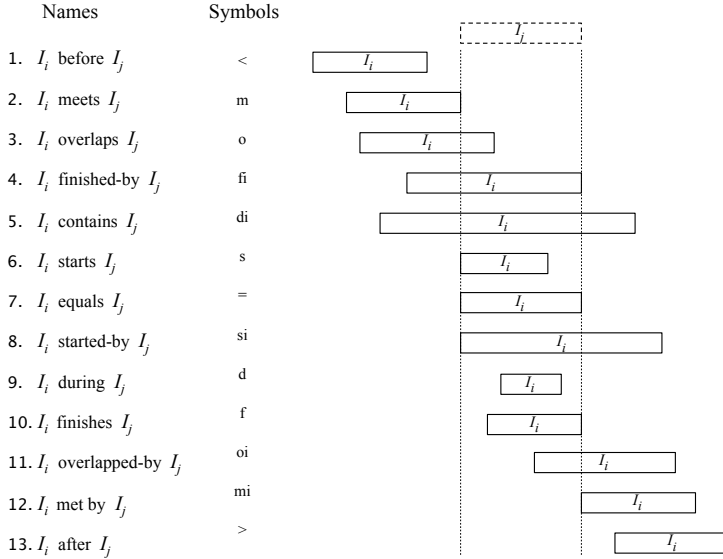 Names Symbols
I_j
1. I_i before I_j < I_i
2. I_i meets I_j m I_i
3. I_i overlaps I_j o I_i
4. I_i finished-by I_j fi I_i
5. I_i contains I_j di I_i
6. I_i starts I_j s I_i
7. I_i equals I_j = I_i
8. I_i started-by I_j si I_i
9. I_i during I_j d I_i
10. I_i finishes I_j f I_i
11. I_i overlapped-by I_j oi I_i
12. I_i met by I_j mi I_i
13. I_i after I_j > I_i